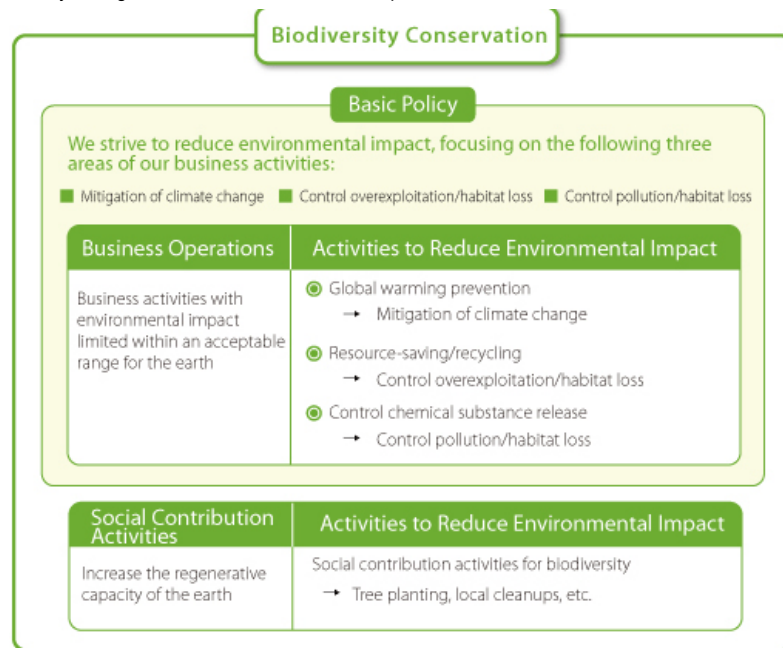 Biodiversity Conservation
Basic Policy
We strive to reduce environmental impact, focusing on the following three
areas of our business activities:
Mitigation of climate change Control overexploitation/habitat loss Control pollution/habitat loss
Business Operations
Activities to Reduce Environmental Impact
Business activities with
environmental impact
limited within an acceptable
range for the earth
Global warming prevention
→ Mitigation of climate change
Resource-saving/recycling
→ Control overexploitation/habitat loss
Control chemical substance release
→ Control pollution/habitat loss
Social Contribution
Activities
Activities to Reduce Environmental Impact
Increase the regenerative
capacity of the earth
Social contribution activities for biodiversity
→ Tree planting, local cleanups, etc.